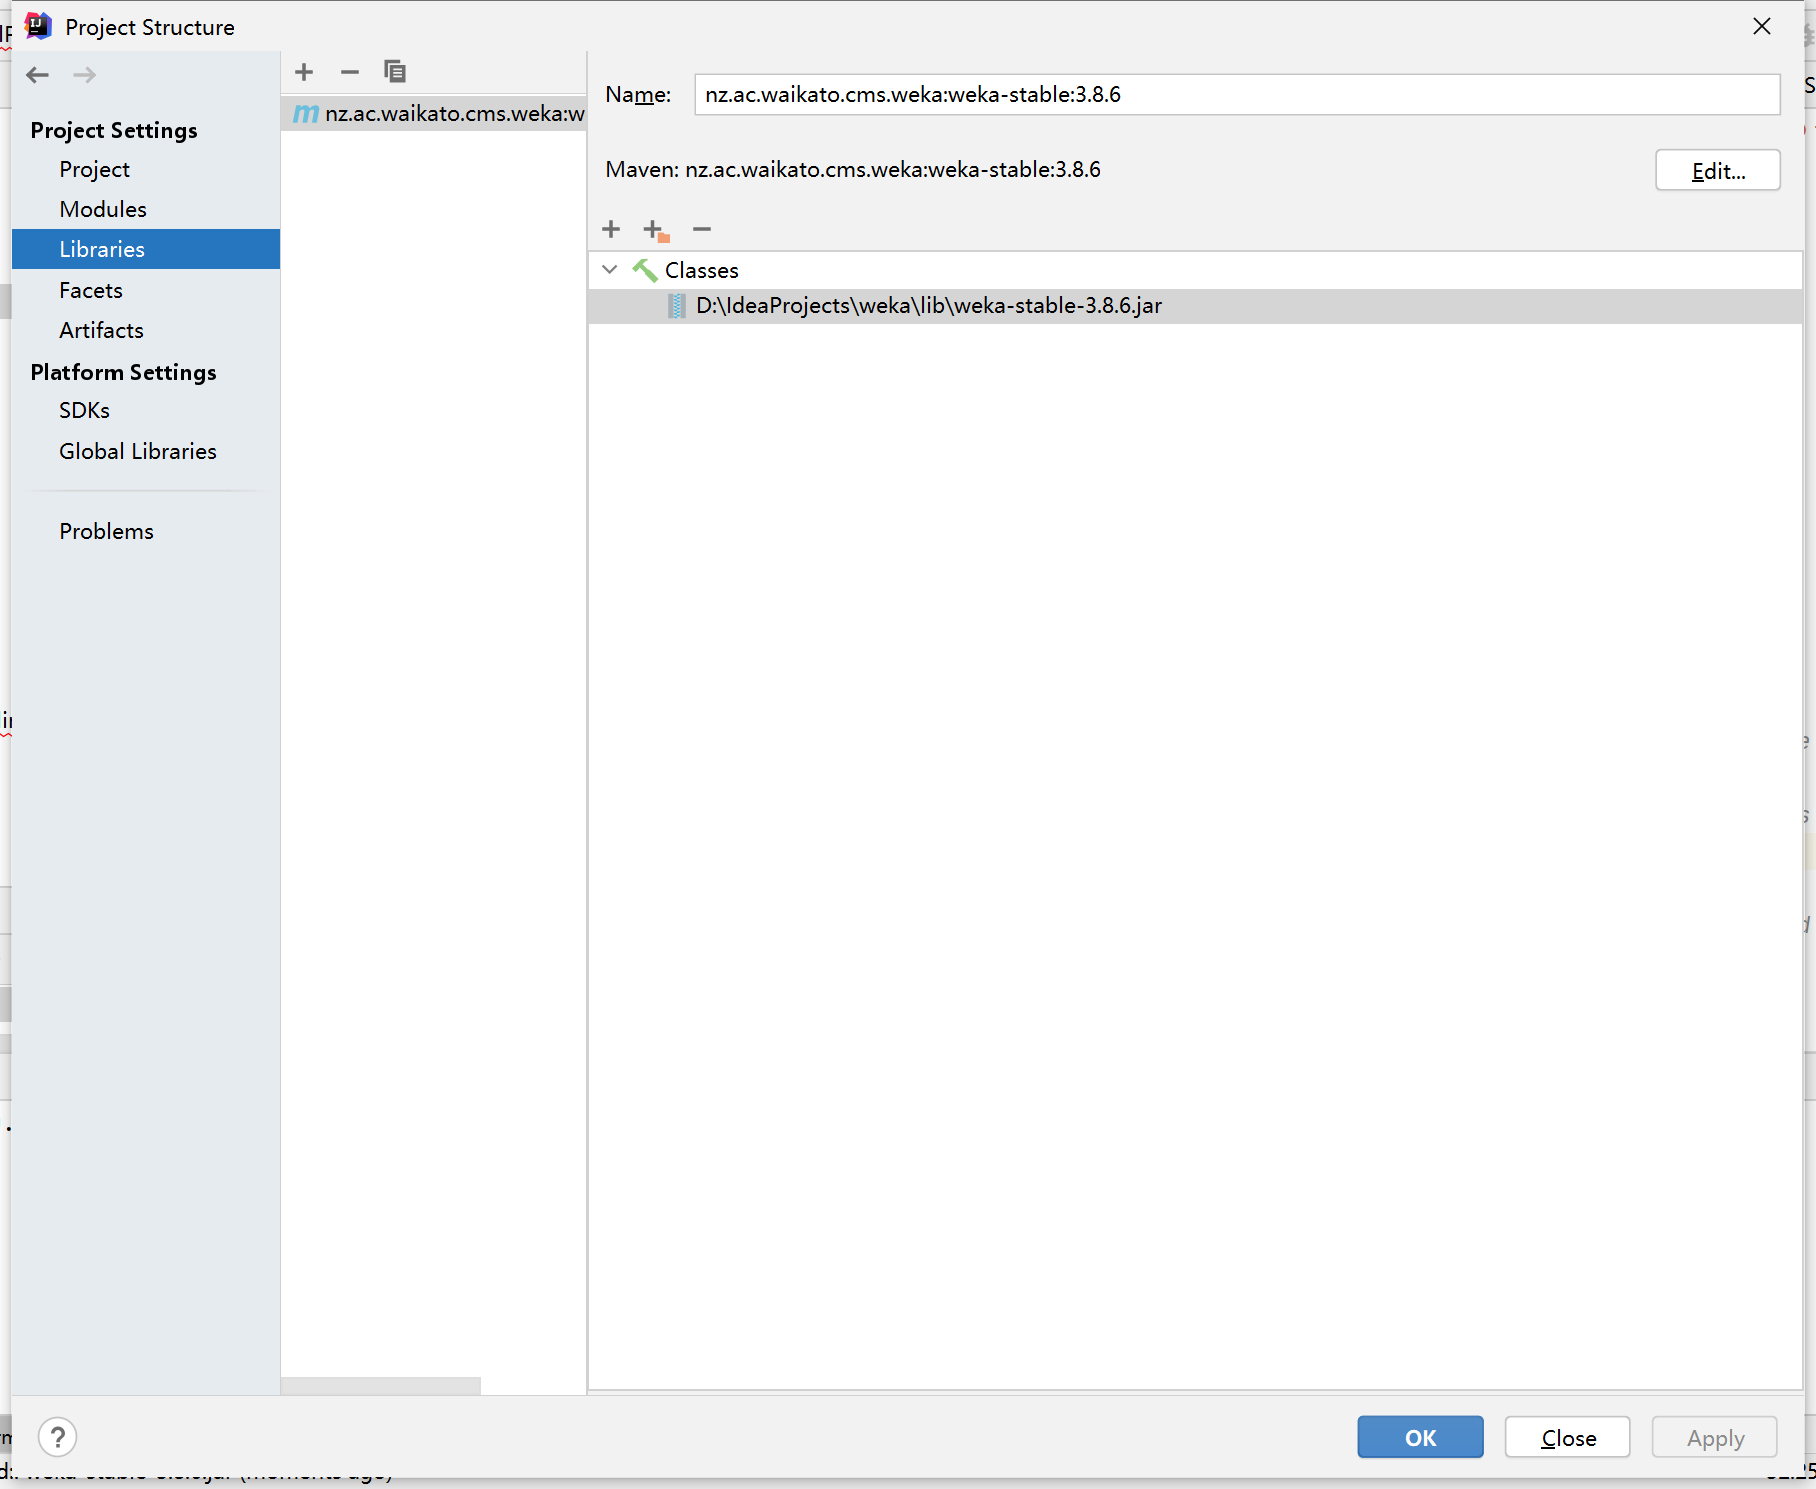 Project Structure
Project Settings
Project
Modules
Libraries
Facets
Artifacts
Platform Settings
SDKs
Global Libraries
Problems
nz.ac.waikato.cms.weka:w
Name: nz.ac.waikato.cms.weka:weka-stable:3.8.6
Maven: nz.ac.waikato.cms.weka:weka-stable:3.8.6
Edit...
Classes
D:\IdeaProjects\weka\lib\weka-stable-3.8.6.jar
?
OK
Close
Apply